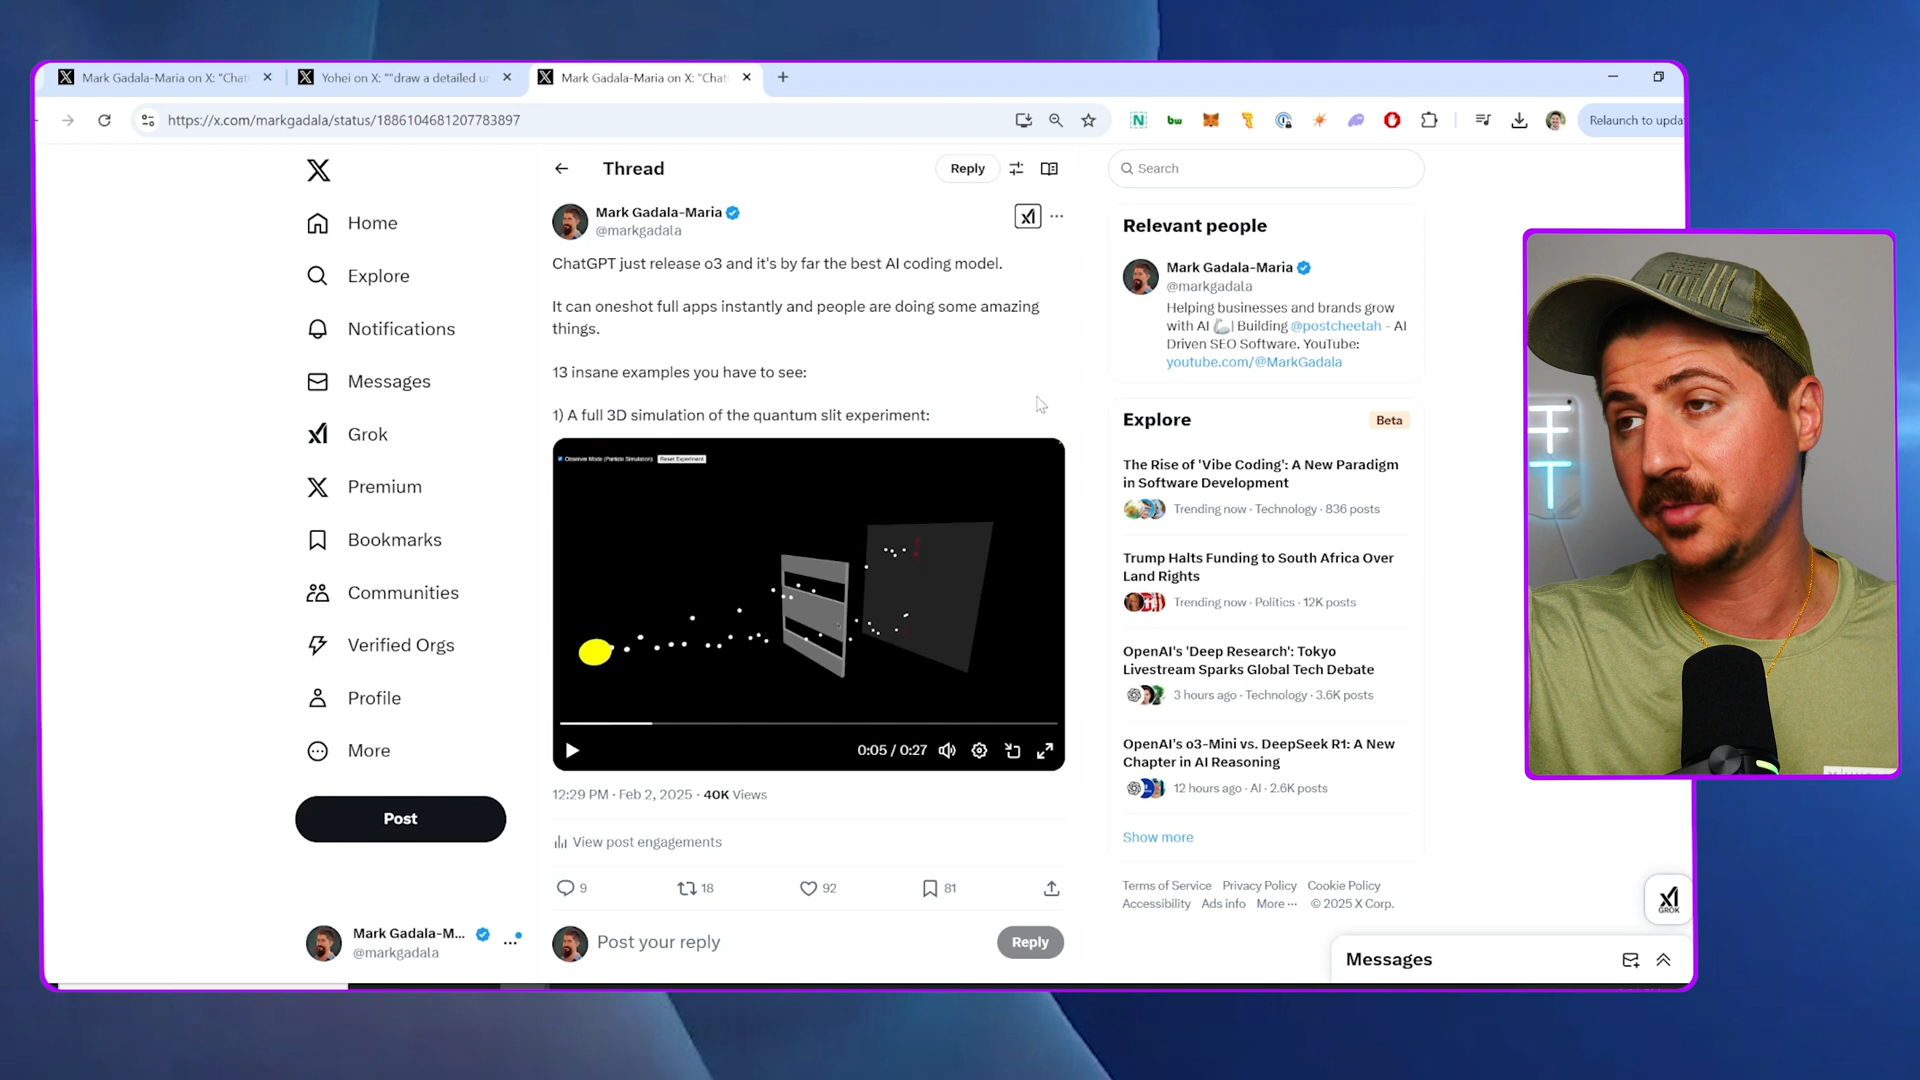 Mark Gadala-Maria on X: "Chat
Yohei on X: ""draw a detailed u
Mark Gadala-Maria on X: "Chat
https://x.com/markgadala/status/1886104681207783897
bw
Relaunch to upda
Home
Explore
Notifications
Messages
Grok
Premium
Bookmarks
Communities
Verified Orgs
Profile
More
Post
Mark Gadala-M...
@markgadala
Thread
Reply
Mark Gadala-Maria
@markgadala
ChatGPT just release o3 and it's by far the best AI coding model.
It can oneshot full apps instantly and people are doing some amazing
things.
13 insane examples you have to see:
1) A full 3D simulation of the quantum slit experiment:
Observer Mode (Particle Simulation) Reset Experiment
0:05 / 0:27
12:29 PM · Feb 2, 2025 · 40K Views
View post engagements
9 18 92 81
Post your reply
Reply
Search
Relevant people
Mark Gadala-Maria
@markgadala
Helping businesses and brands grow
with AI 🦾| Building @postcheetah - AI
Driven SEO Software. YouTube:
youtube.com/@MarkGadala
Explore
Beta
The Rise of 'Vibe Coding': A New Paradigm
in Software Development
Trending now · Technology · 836 posts
Trump Halts Funding to South Africa Over
Land Rights
Trending now · Politics · 12K posts
OpenAI's 'Deep Research': Tokyo
Livestream Sparks Global Tech Debate
3 hours ago · Technology · 3.6K posts
OpenAI's o3-Mini vs. DeepSeek R1: A New
Chapter in AI Reasoning
12 hours ago · AI · 2.6K posts
Show more
Terms of Service Privacy Policy Cookie Policy
Accessibility Ads info More ··· © 2025 X Corp.
GROK
Messages